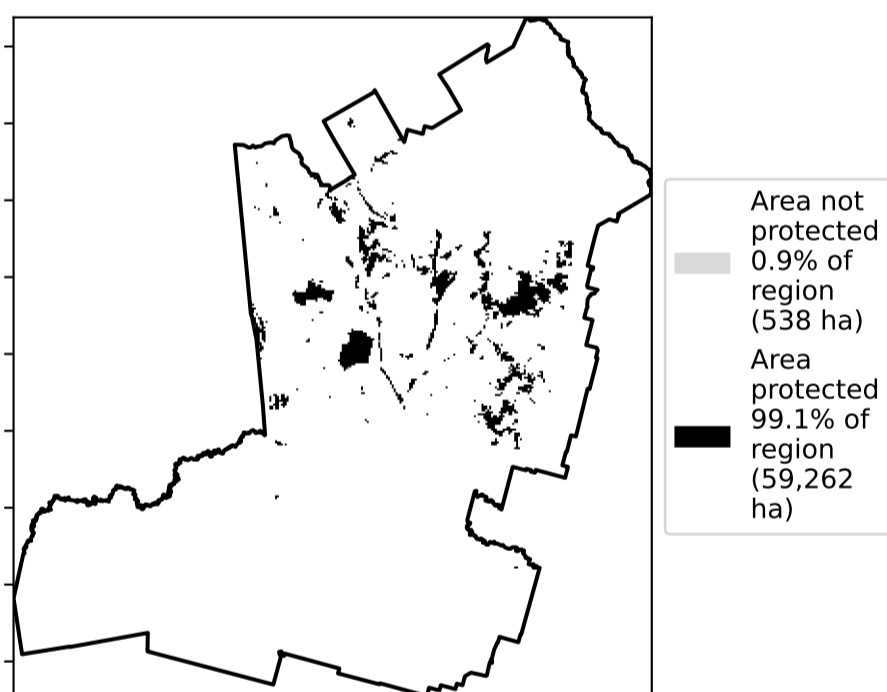 Area not
protected
0.9% of
region
(538 ha)
Area
protected
99.1% of
region
(59,262
ha)